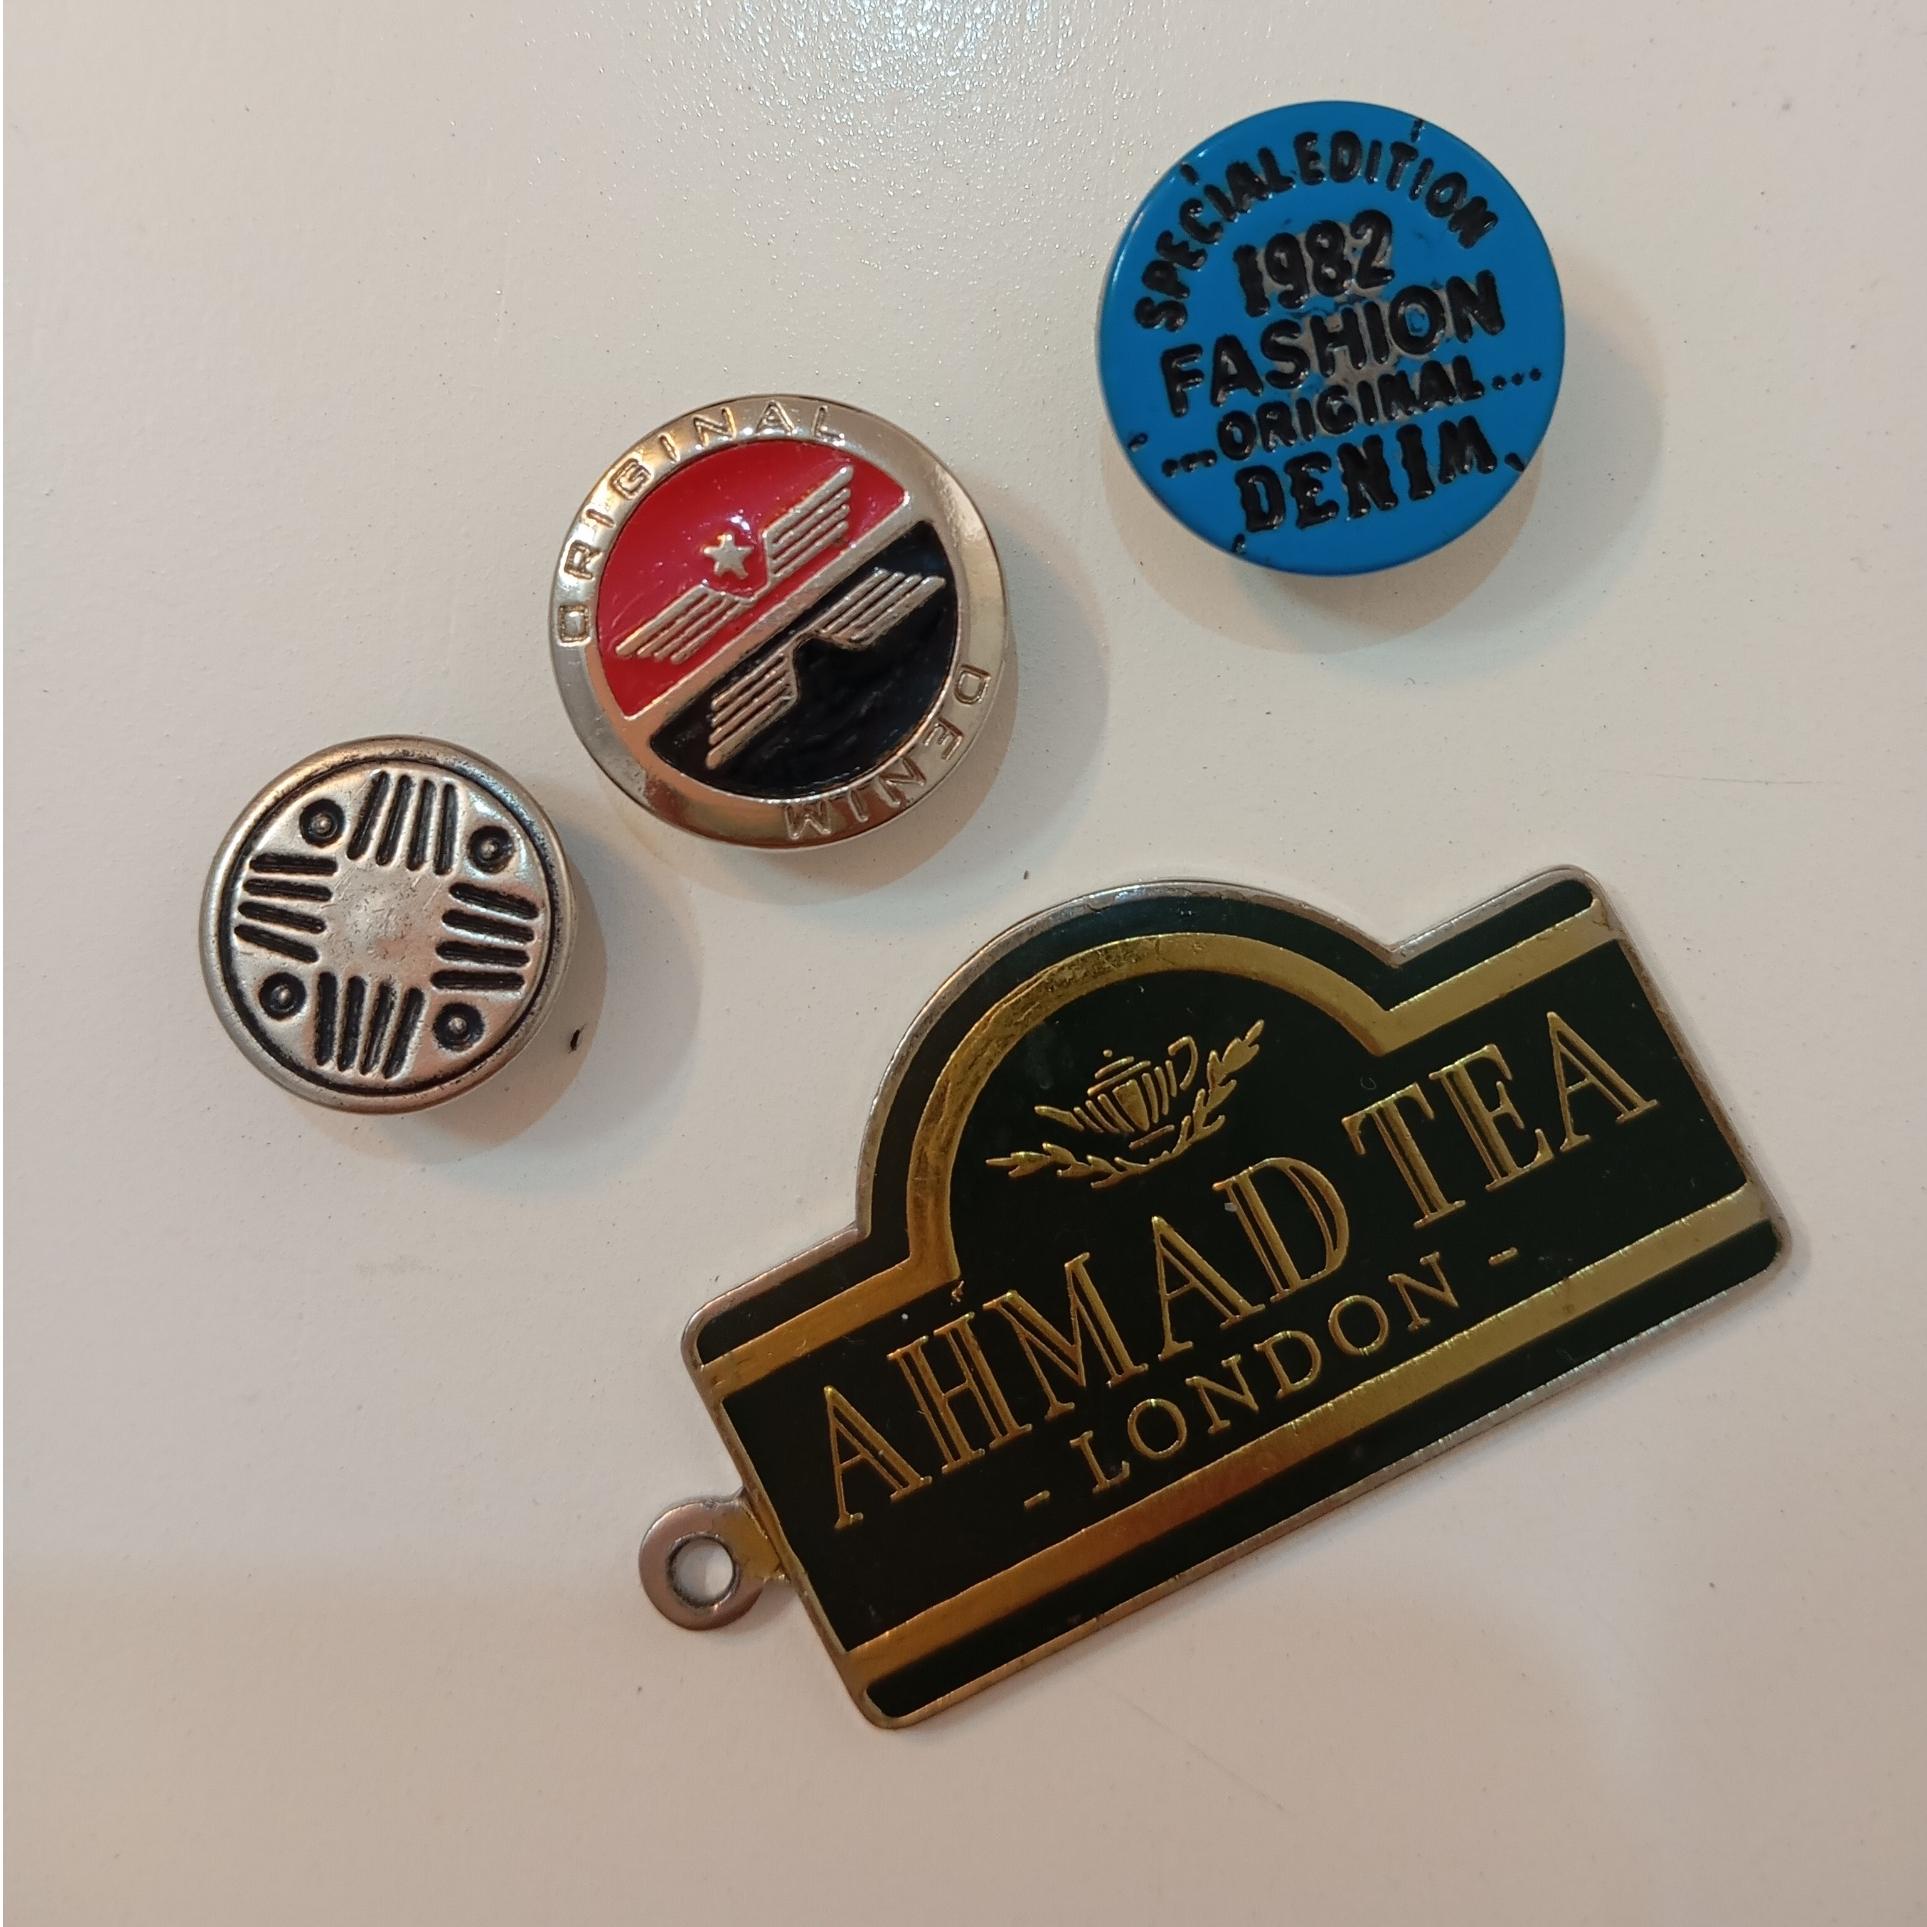 SPECIAL EDITION
1982
FASHION
...ORIGINAL...
DENIM
ORIGINAL
DENIM
AHMAD TEA
- LONDON -